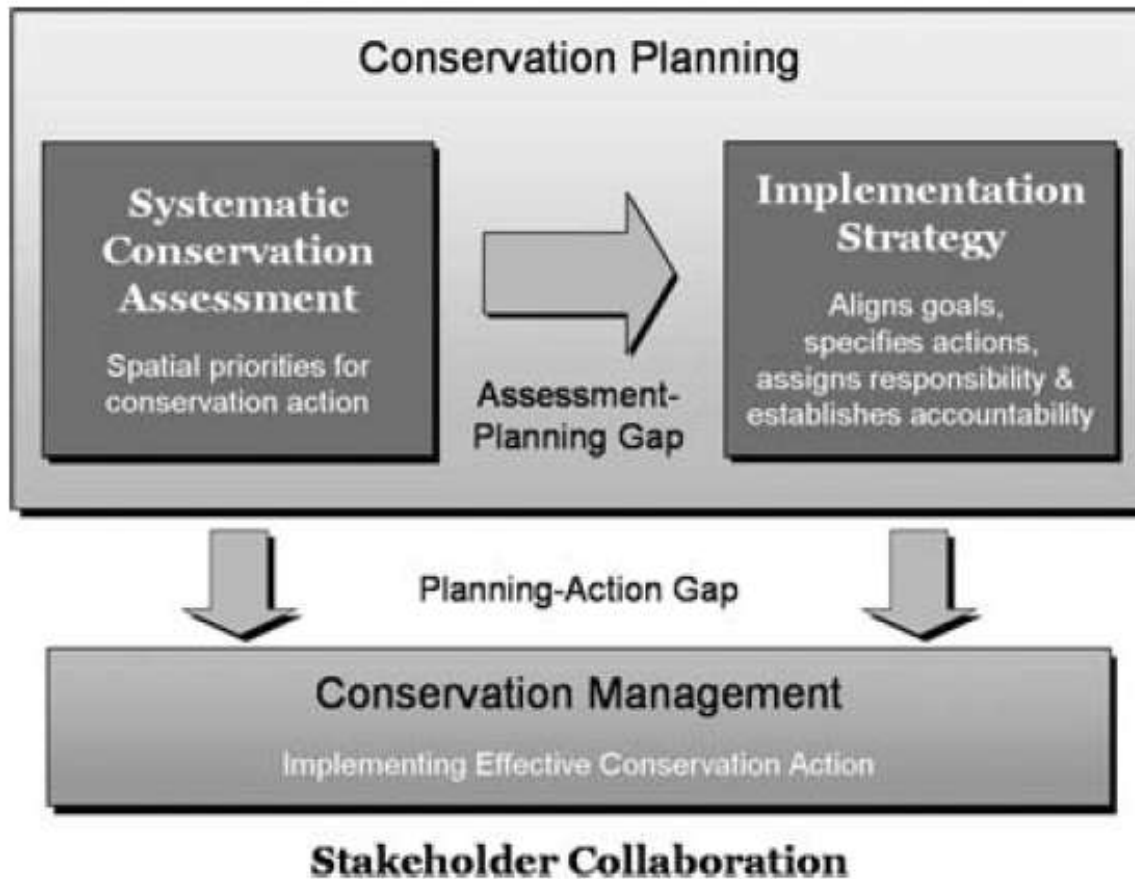 Conservation Planning
Systematic
Conservation
Assessment
Spatial priorities for
conservation action
Assessment-
Planning Gap
Implementation
Strategy
Aligns goals,
specifies actions,
assigns responsibility &
establishes accountability
Planning-Action Gap
Conservation Management
Implementing Effective Conservation Action
Stakeholder Collaboration